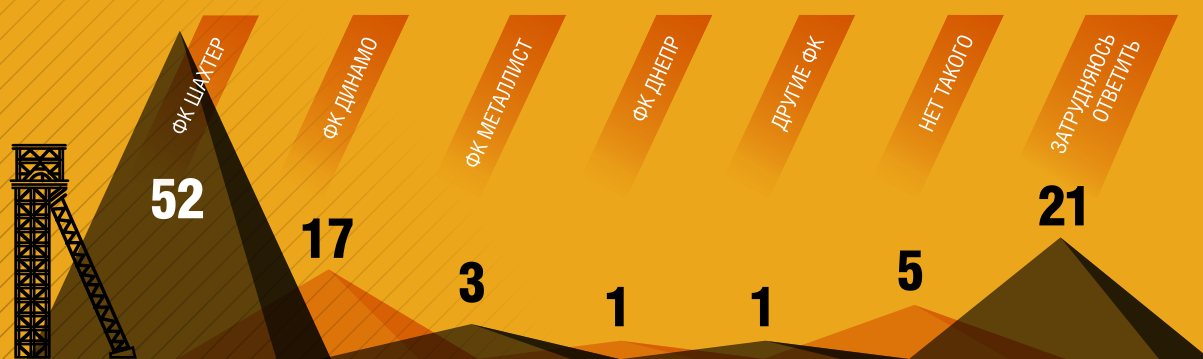 ФК ШАХТЕР
ФК ДИНАМО
ФК МЕТАЛЛИСТ
ФК ДНЕПР
ДРУГИЕ ФК
НЕТ ТАКОГО
ЗАТРУДНЯЮСЬ
ОТВЕТИТЬ
52
17
3
1
1
5
21